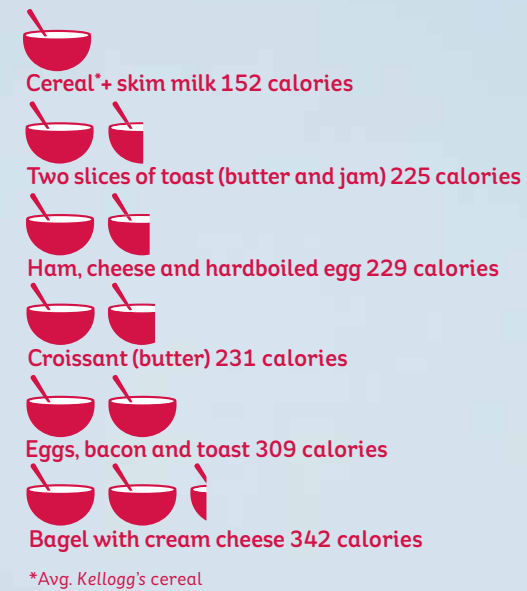 Cereal*+ skim milk 152 calories
Two slices of toast (butter and jam) 225 calories
Ham, cheese and hardboiled egg 229 calories
Croissant (butter) 231 calories
Eggs, bacon and toast 309 calories
Bagel with cream cheese 342 calories
*Avg. Kellogg's cereal